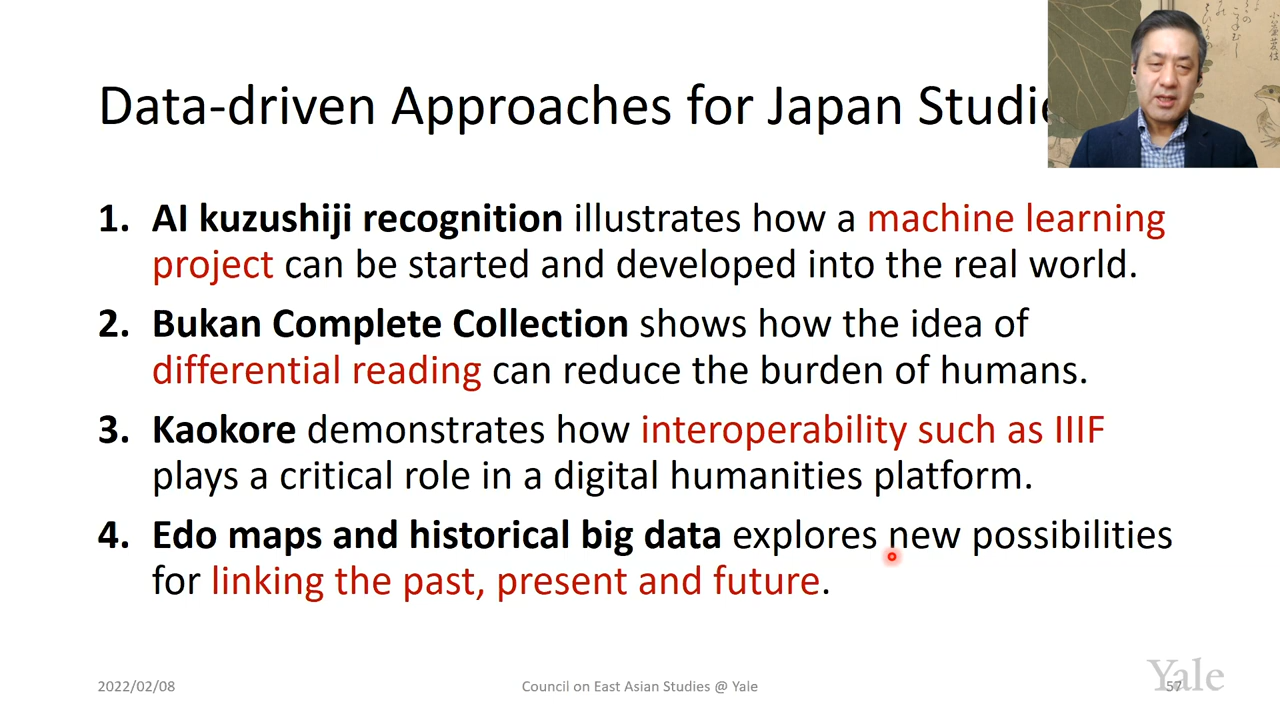 Data-driven Approaches for Japan Studie
1. AI kuzushiji recognition illustrates how a machine learning
project can be started and developed into the real world.
2. Bukan Complete Collection shows how the idea of
differential reading can reduce the burden of humans.
3. Kaokore demonstrates how interoperability such as IIIF
plays a critical role in a digital humanities platform.
4. Edo maps and historical big data explores new possibilities
for linking the past, present and future.
2022/02/08
Council on East Asian Studies @ Yale
57
Yale